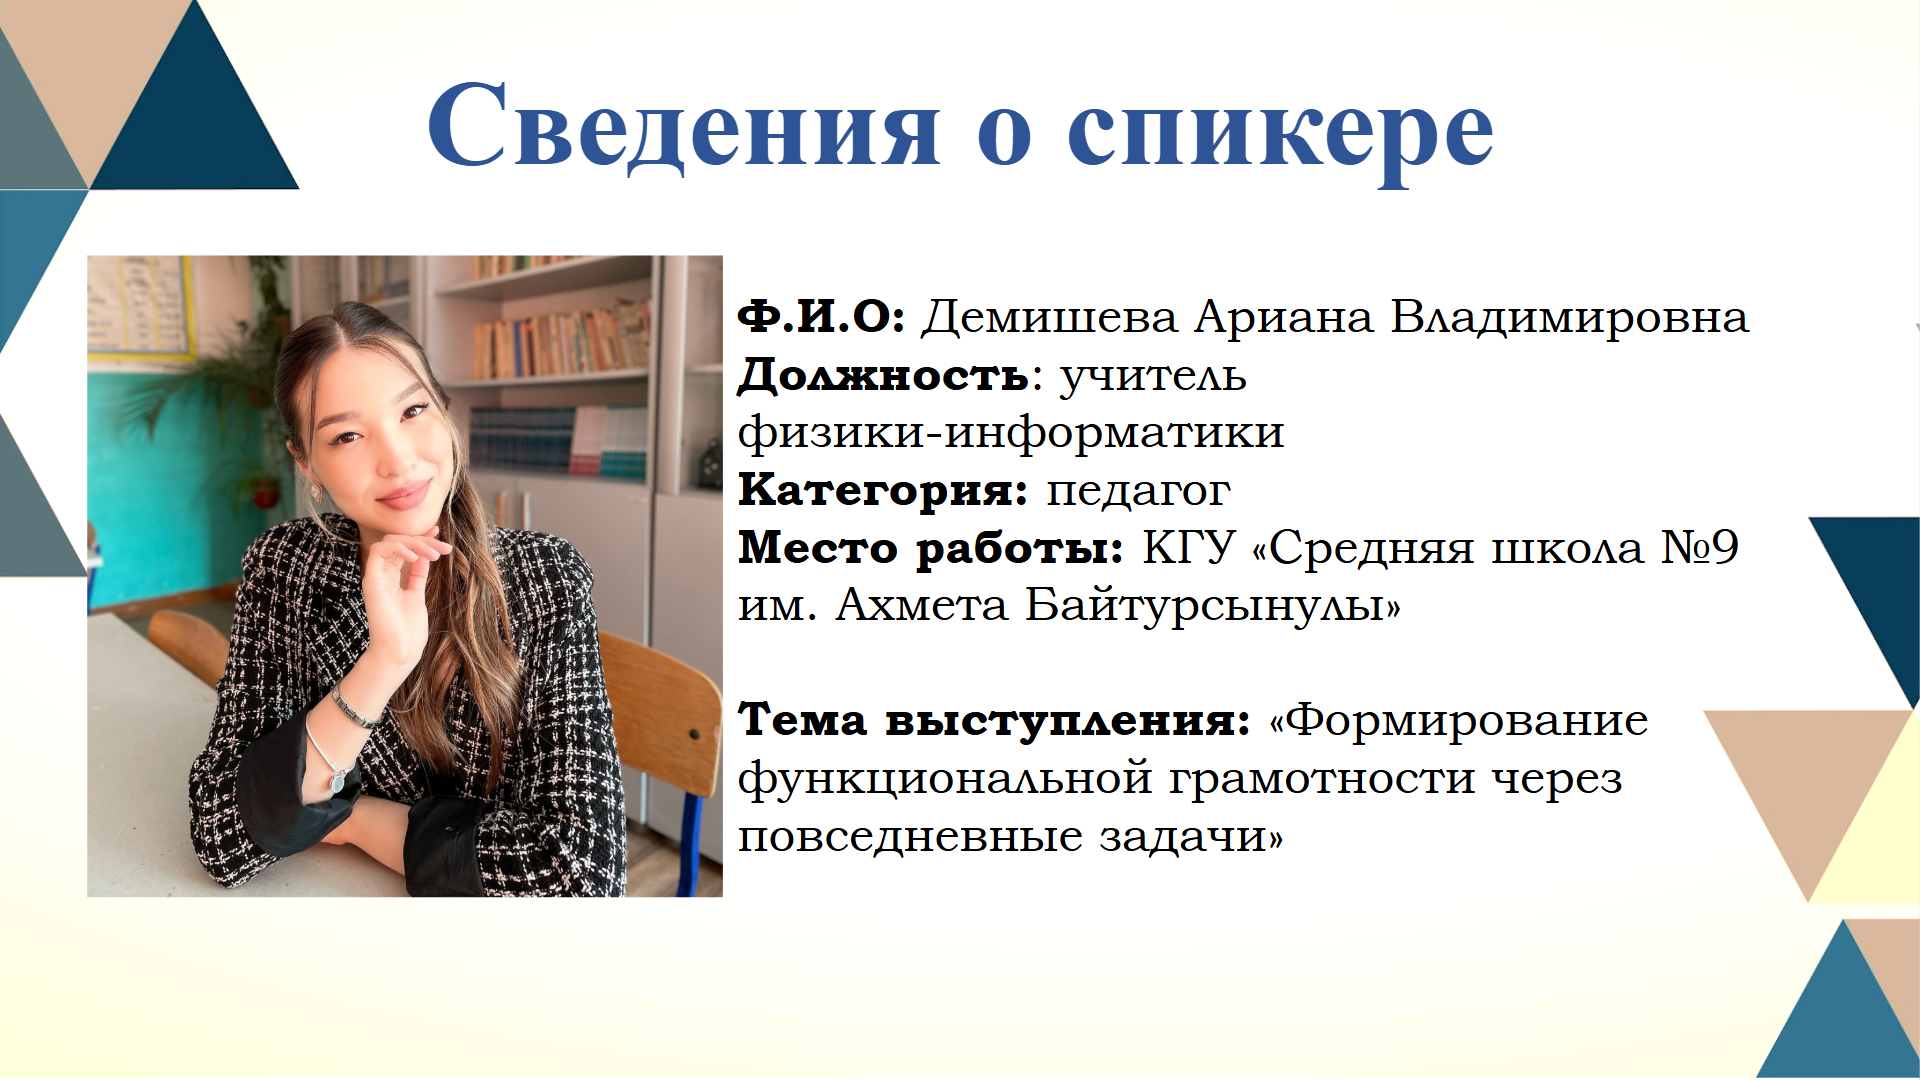 Сведения о спикере
Ф.И.О: Демишева Ариана Владимировна
Должность: учитель
физики-информатики
Категория: педагог
Место работы: КГУ «Средняя школа №9
им. Ахмета Байтурсынулы»
Тема выступления: «Формирование
функциональной грамотности через
повседневные задачи»